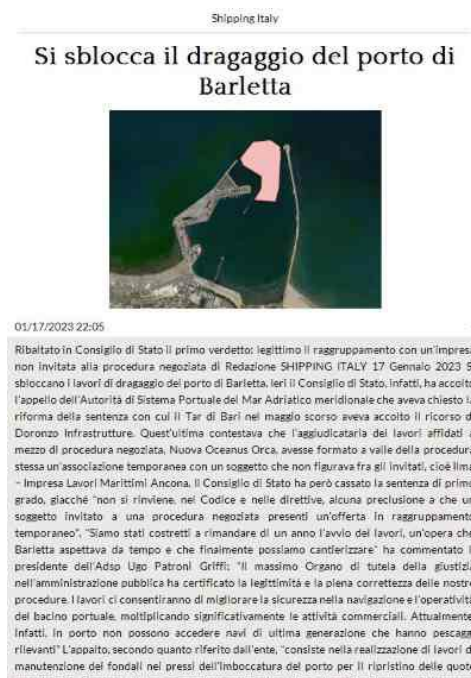 Shipping Italy
Si sblocca il dragaggio del porto di
Barletta
01/17/2023 22:05
Ribaltato in Consiglio di Stato il primo verdetto: legittimo il raggruppamento con un'impresa
non invitata alla procedura negoziata di Redazione SHIPPING ITALY 17 Gennaio 2023 S
sbloccano i lavori di dragaggio del porto di Barletta. Ieri il Consiglio di Stato, infatti, ha accolto
l'appello dell'Autorità di Sistema Portuale del Mar Adriatico meridionale che aveva chiesto la
riforma della sentenza con cui il Tar di Bari nel maggio scorso aveva accolto il ricorso d
Doronzo Infrastrutture. Quest'ultima contestava che l'aggiudicataria dei lavori affidati a
mezzo di procedura negoziata, Nuova Oceanus Orca, avesse formato a valle della procedura
stessa un'associazione temporanea con un soggetto che non figurava fra gli invitati, cioè Ilma
– Impresa Lavori Marittimi Ancona. Il Consiglio di Stato ha però cassato la sentenza di primo
grado, giacché "non si rinviene, nel Codice e nelle direttive, alcuna preclusione a che un
soggetto invitato a una procedura negoziata presenti un'offerta in raggruppamento
temporaneo". "Siamo stati costretti a rimandare di un anno l'avvio dei lavori, un'opera che
Barletta aspettava da tempo e che finalmente possiamo cantierizzare" ha commentato i
presidente dell'Adsp Ugo Patroni Griffi; "Il massimo Organo di tutela della giustizia
nell'amministrazione pubblica ha certificato la legittimità e la piena correttezza delle nostre
procedure. I lavori ci consentiranno di migliorare la sicurezza nella navigazione e l'operatività
del bacino portuale, moltiplicando significativamente le attività commerciali. Attualmente
infatti, in porto non possono accedere navi di ultima generazione che hanno pescaggi
rilevanti" L'appalto, secondo quanto riferito dall'ente, "consiste nella realizzazione di lavori di
manutenzione dei fondali nei pressi dell'imboccatura del porto per il ripristino delle quote